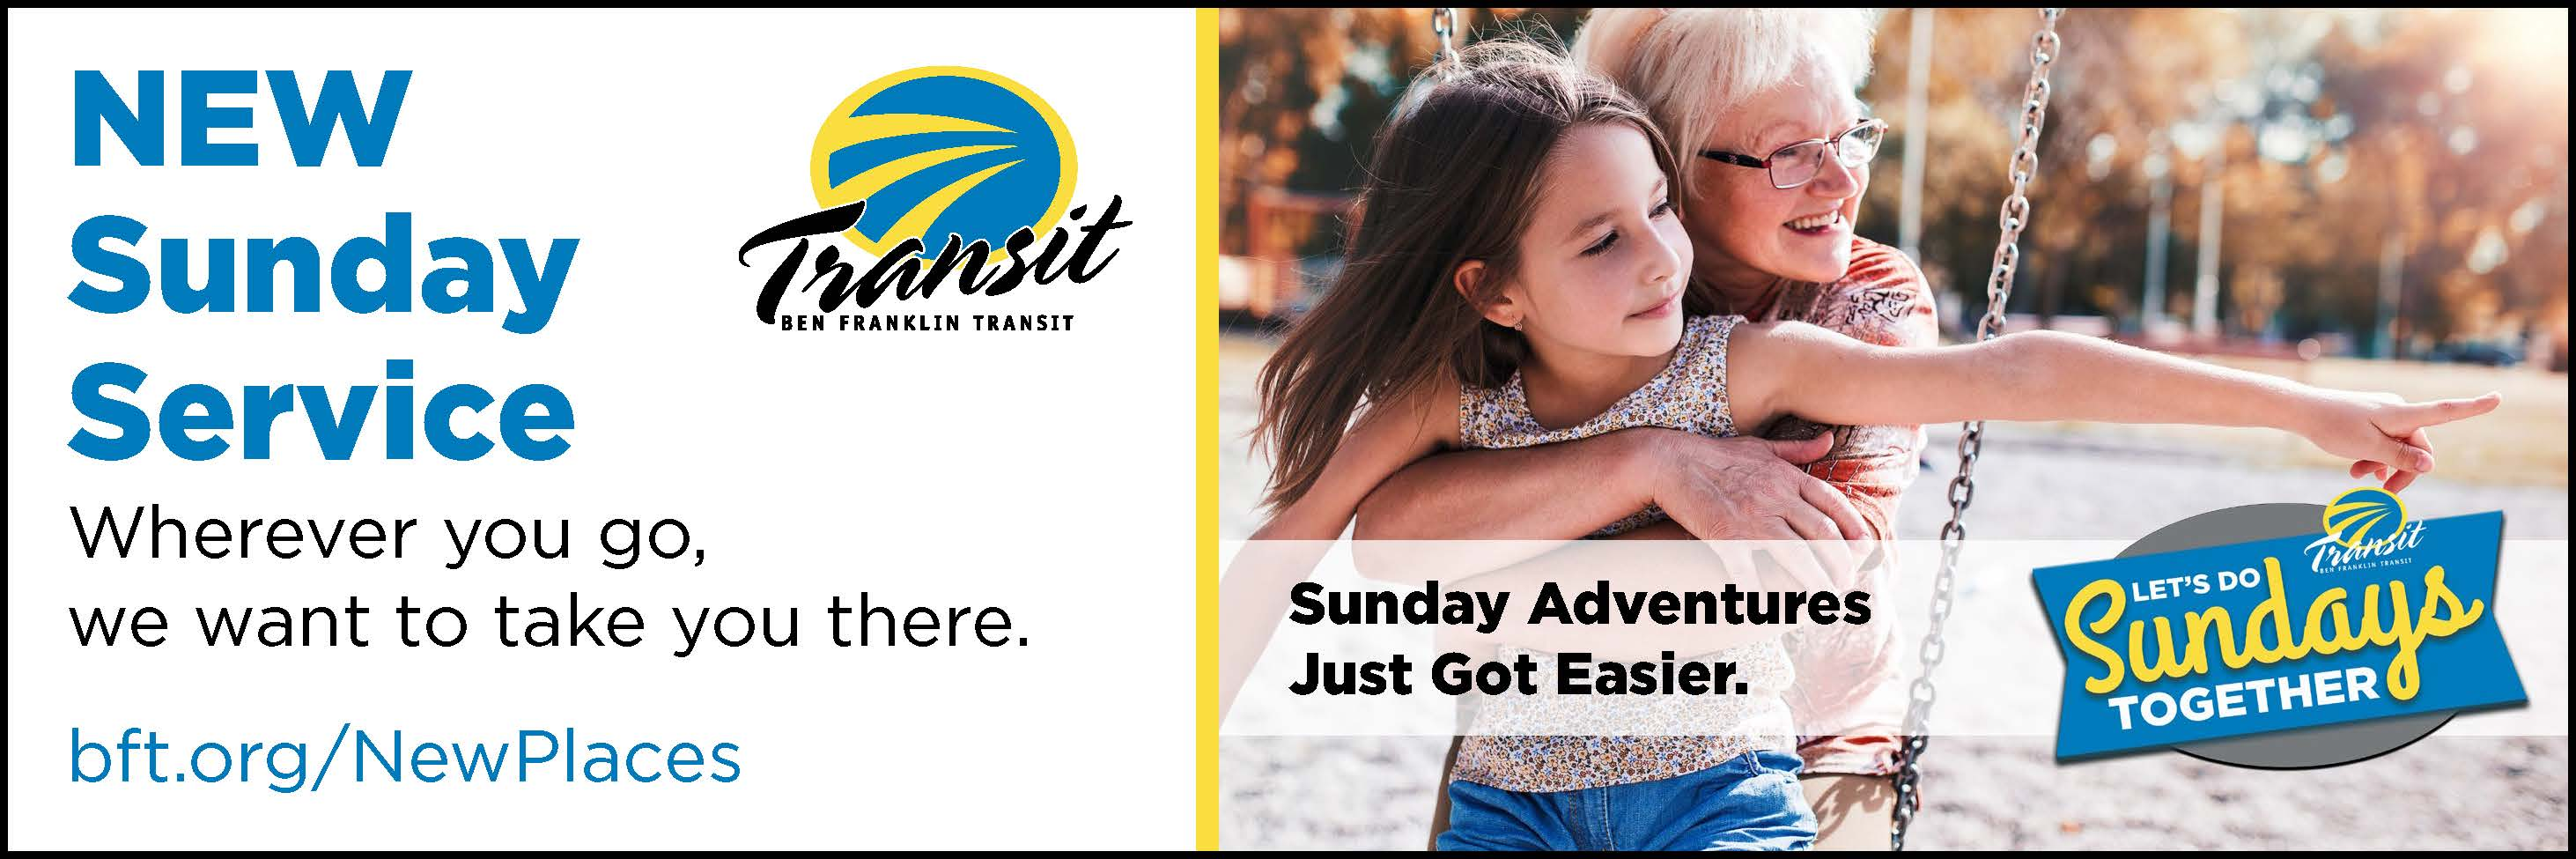 NEW
Sunday
Service
Transit
BEN FRANKLIN TRANSIT
Wherever you go,
we want to take you there.
bft.org/NewPlaces
Sunday Adventures
Just Got Easier.
Transit
BEN FRANKLIN TRANSIT
LET'S DO
Sundays
TOGETHER